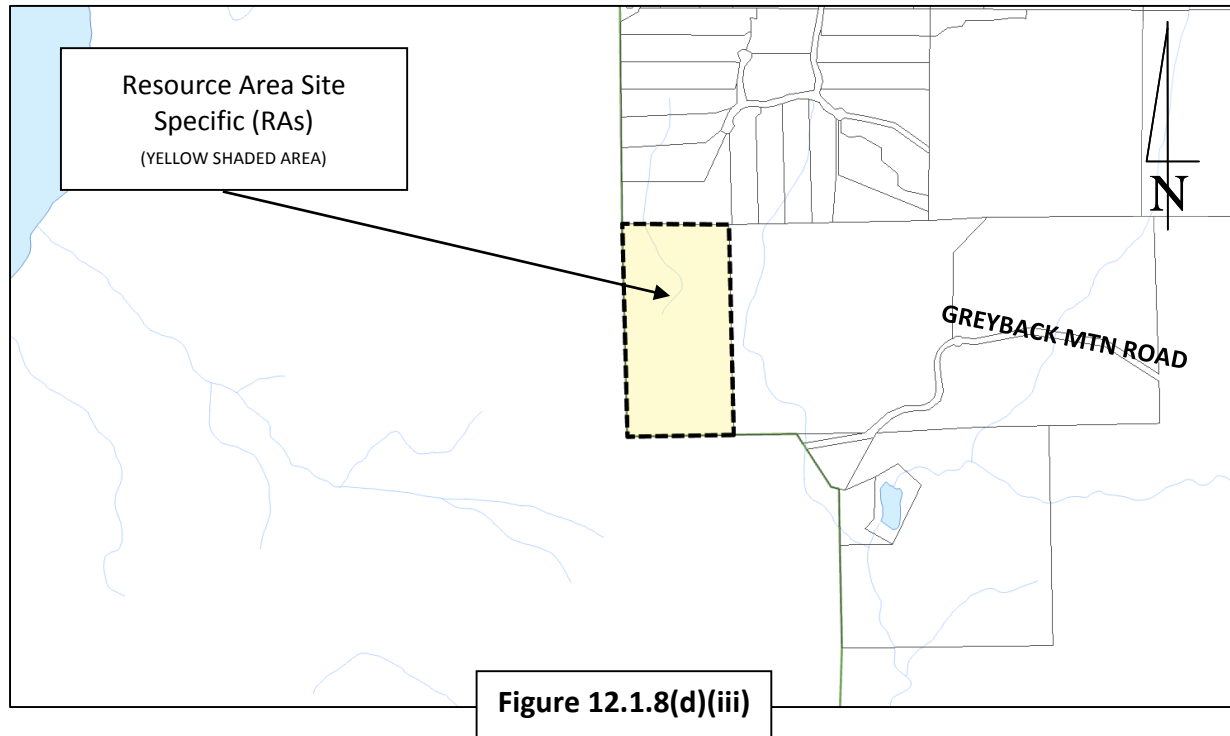 Resource Area Site
Specific (RAs)
(YELLOW SHADED AREA)
N
GREYBACK MTN ROAD
Figure 12.1.8(d)(iii)